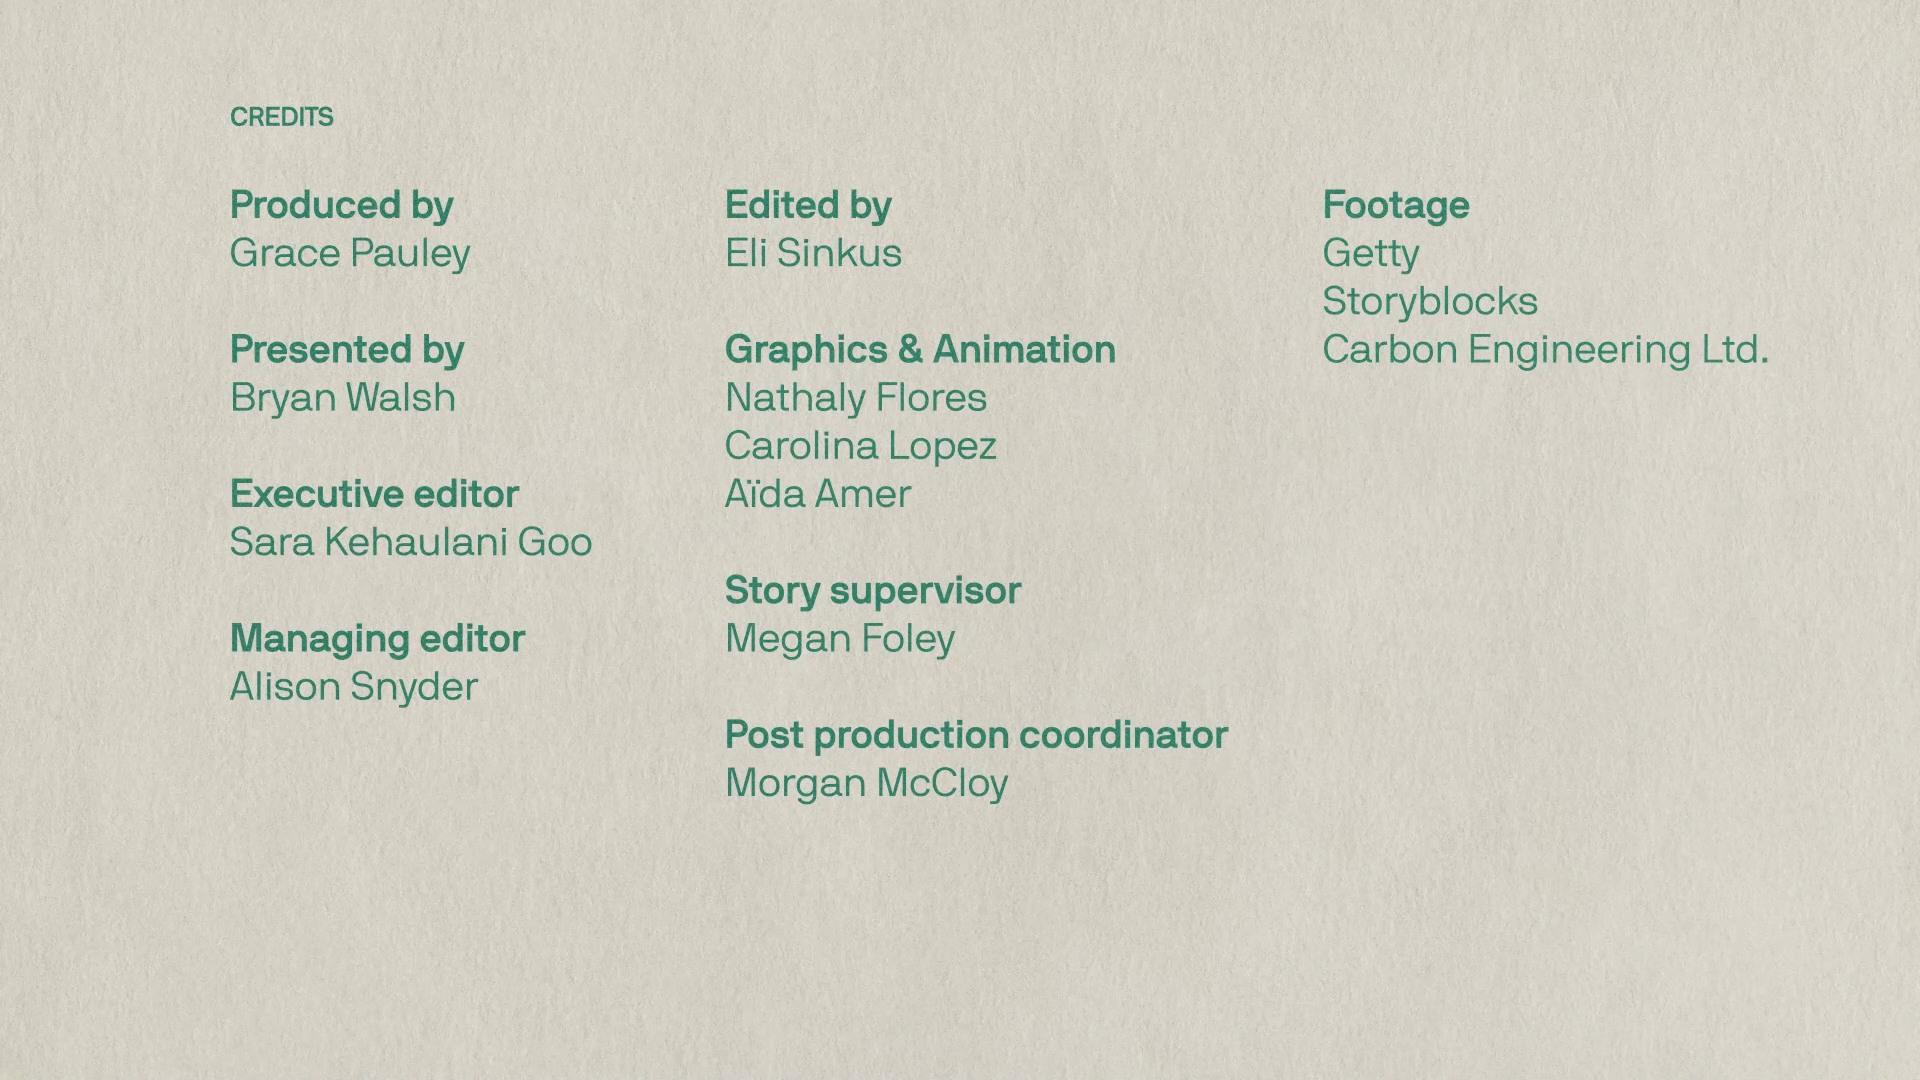 CREDITS
Produced by
Grace Pauley
Presented by
Bryan Walsh
Executive editor
Sara Kehaulani Goo
Managing editor
Alison Snyder
Edited by
Eli Sinkus
Graphics & Animation
Nathaly Flores
Carolina Lopez
Aïda Amer
Story supervisor
Megan Foley
Post production coordinator
Morgan McCloy
Footage
Getty
Storyblocks
Carbon Engineering Ltd.